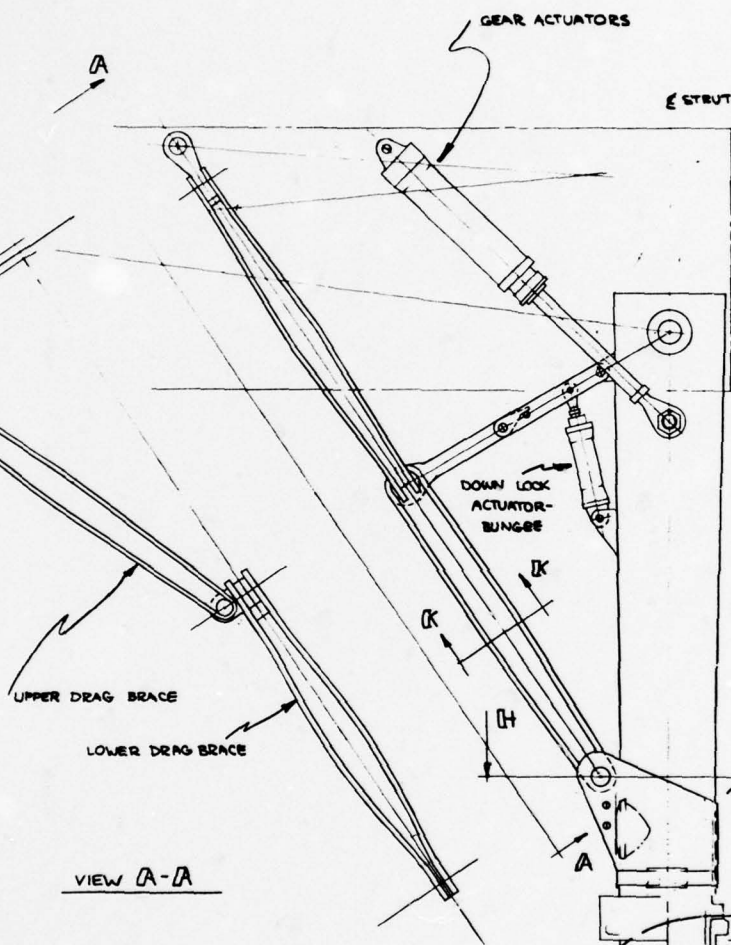 GEAR ACTUATORS
A
℄ STRUT
DOWN LOCK
ACTUATOR-
BUNGEE
K
K
UPPER DRAG BRACE
LOWER DRAG BRACE
H
A
VIEW A-A